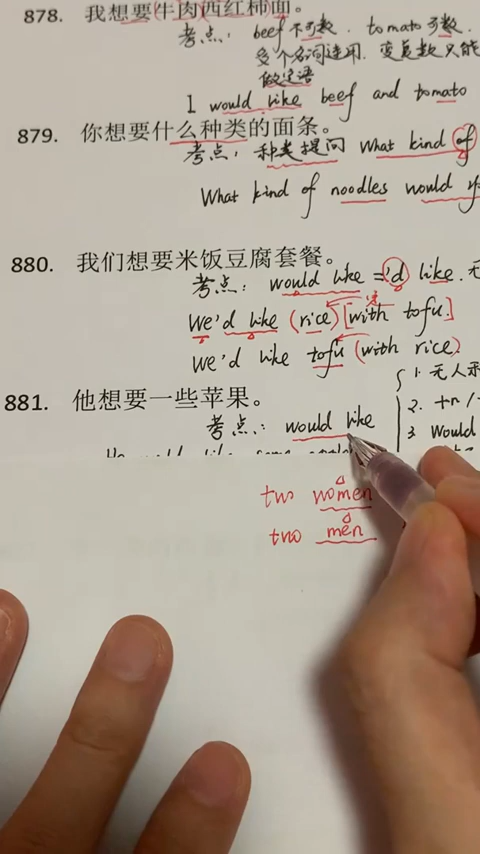 878. 我想要牛肉西红柿面。
考点: beef 不可数. tomato 可数.
多个名词连用. 变复数只能
做定语
I would like beef and tomato
879. 你想要什么种类的面条。
考点: 种类提问 what kind of
What kind of noodles would
880. 我们想要米饭豆腐套餐。
考点: would like ='d like. 无
We'd like (rice) [with tofu.]
we'd like tofu (with rice).
881. 他想要一些苹果。
考点: would like
1. 无人
2. +n /
3 Would
two women
two men